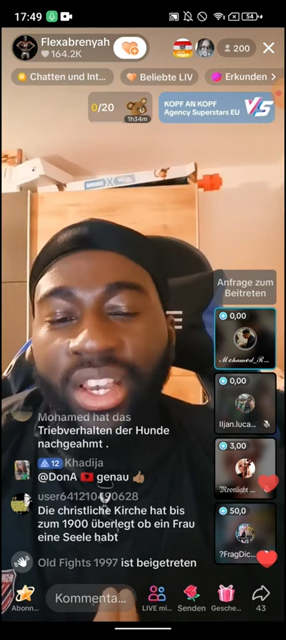 17:49
54
Flexabrenyah
164.2K
200
Chatten und Int...
Beliebte LIV
Erkunden
0/20
1h34m
KOPF AN KOPF
Agency Superstars EU
VS
Anfrage zum
Beitreten
0,00
Mohamed_R...
0,00
Iljan.luca...
3,00
Moonlight ...
50,0
?FragDic...
Mohamed hat das
Triebverhalten der Hunde
nachgeahmt .
12 Khadija
@DonA 🇦🇱 genau 👍🏾
user641210490628
Die christliche Kirche hat bis
zum 1900 überlegt ob ein Frau
eine Seele habt
Old Fights 1997 ist beigetreten
Kommenta...
Abonn...
LIVE mi...
Senden
Gesche...
43